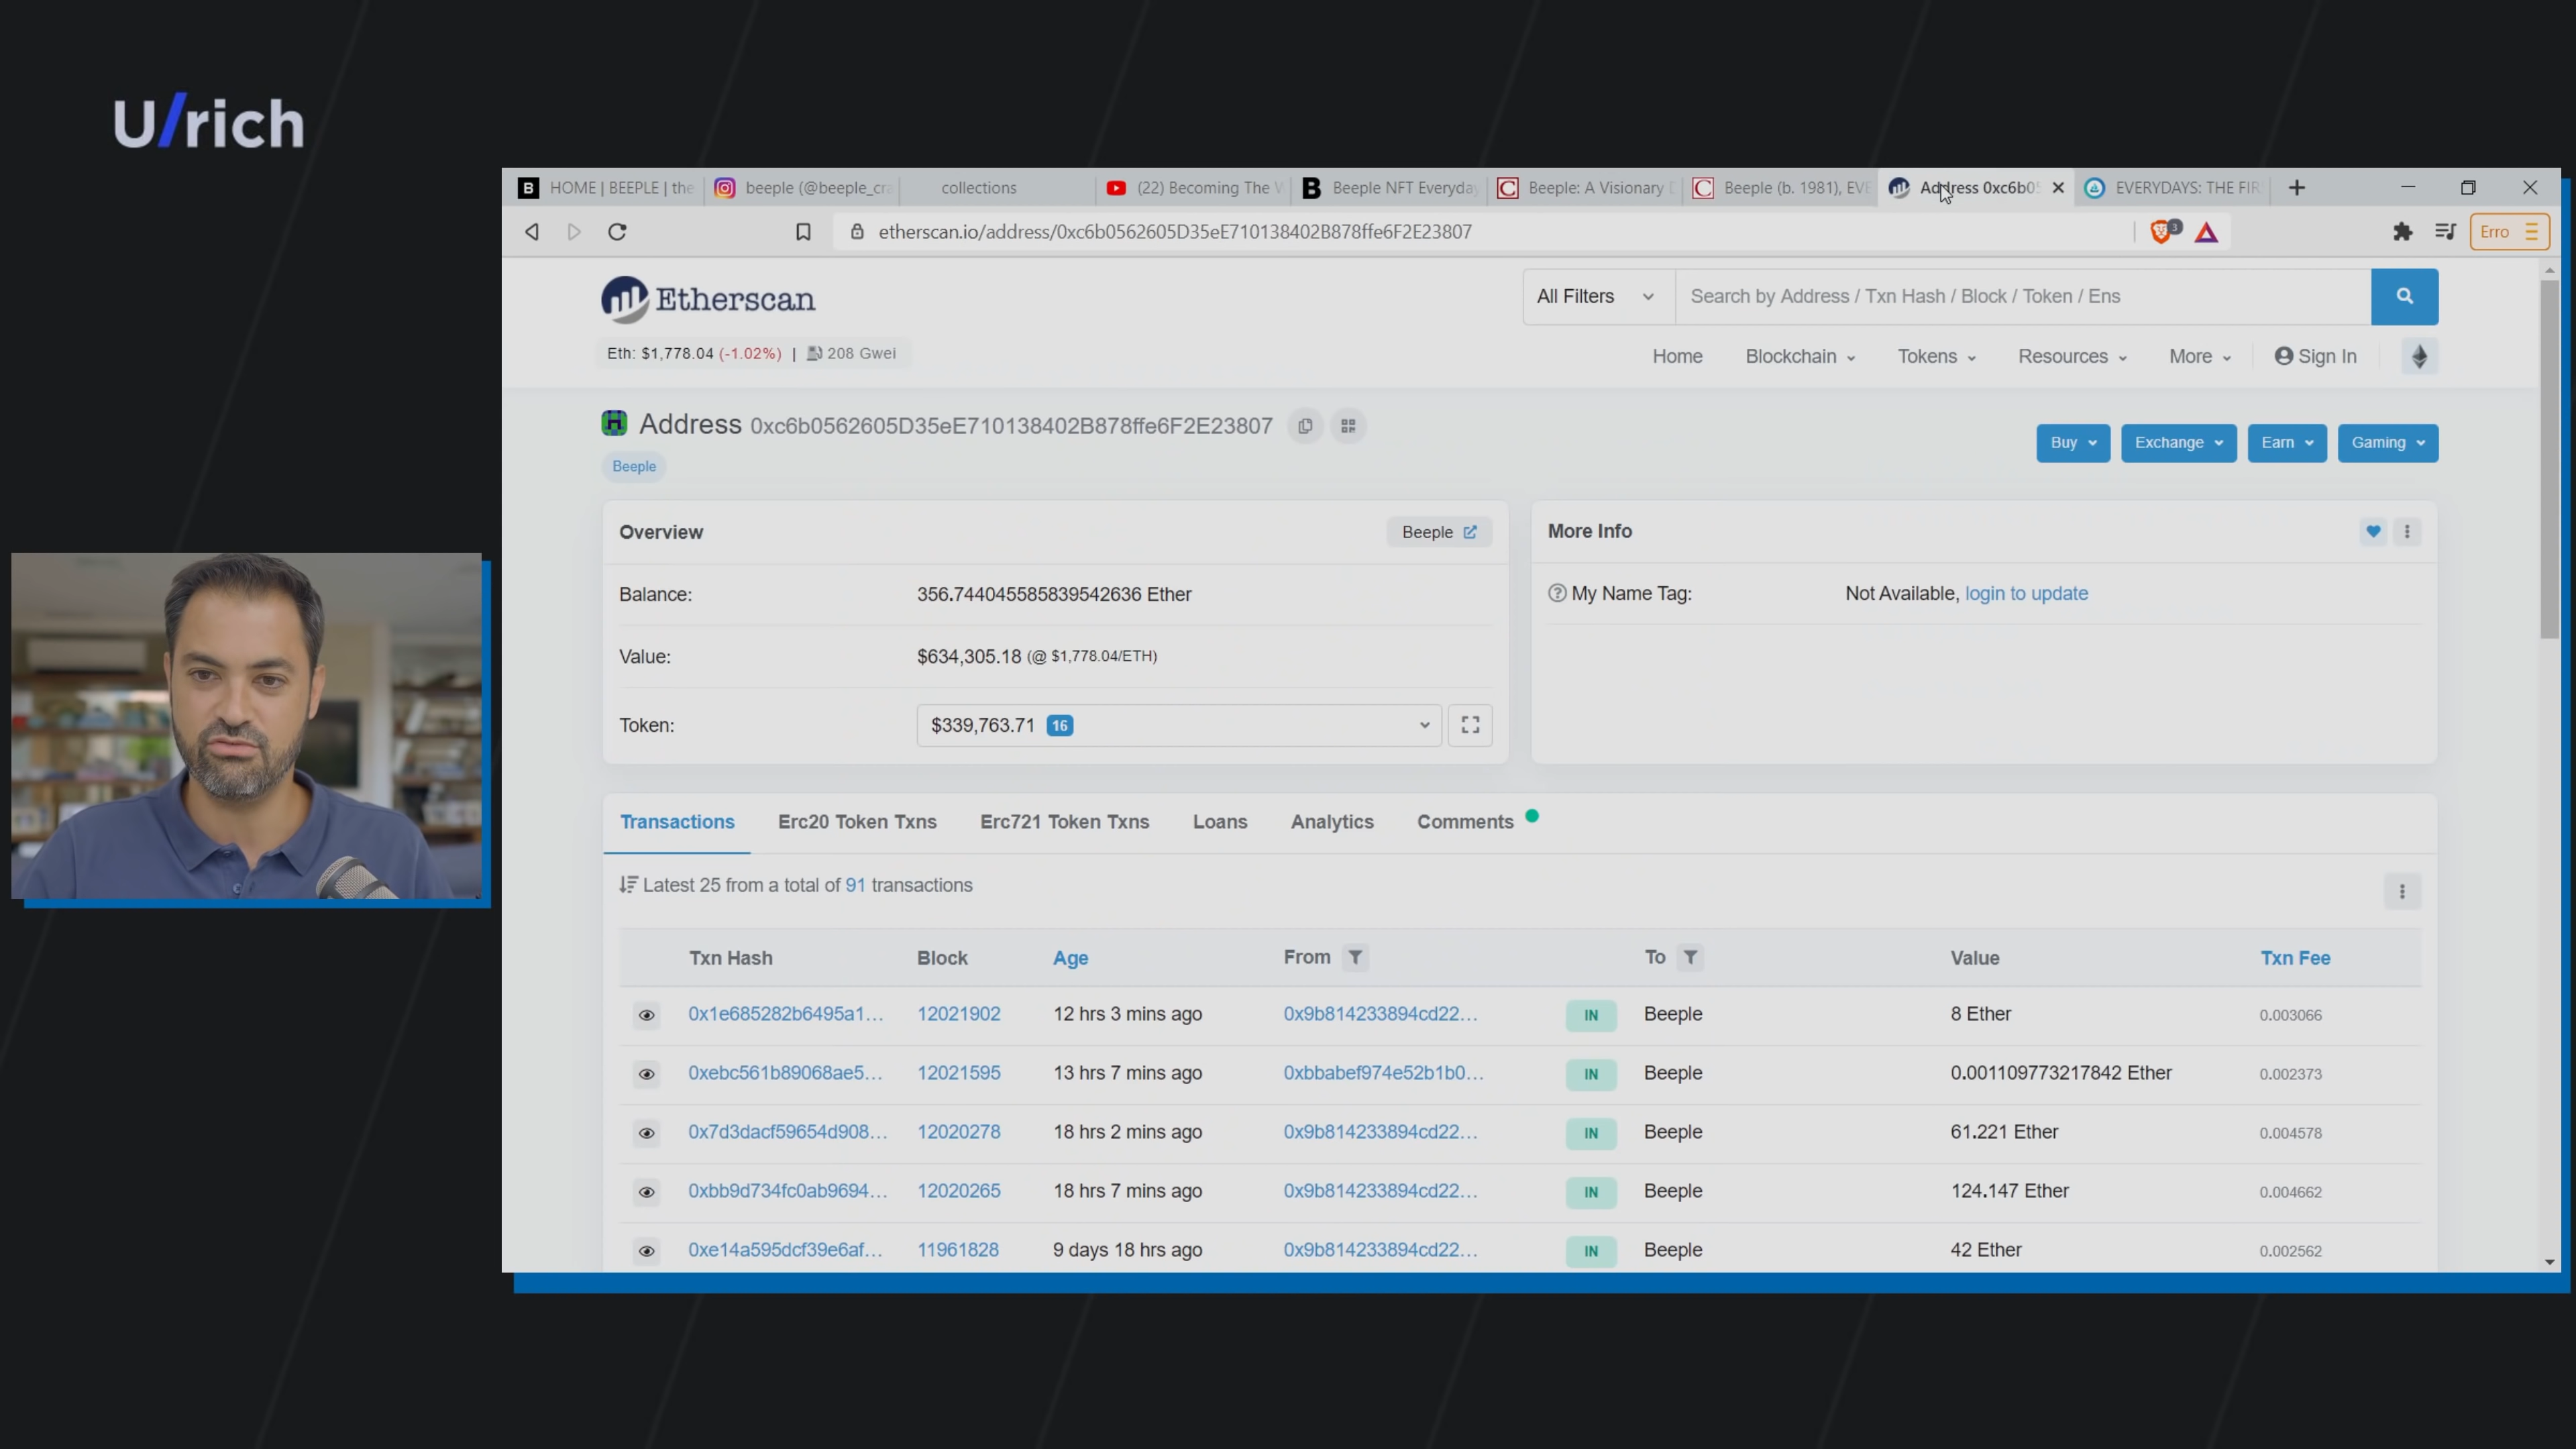 U/rich
HOME | BEEPLE | the
beeple (@beeple_cra
collections
(22) Becoming The
Beeple NFT Everyday
Beeple: A Visionary
Beeple (b. 1981), EVE
Address 0xc6b05
EVERYDAYS: THE FIR
etherscan.io/address/0xc6b0562605D35eE710138402B878ffe6F2E23807
3
Erro
Etherscan
All Filters
Search by Address / Txn Hash / Block / Token / Ens
Eth: $1,778.04 (-1.02%) | 208 Gwei
Home Blockchain Tokens Resources More Sign In
Address 0xc6b0562605D35eE710138402B878ffe6F2E23807
Beeple
Buy Exchange Earn Gaming
Overview
Beeple
Balance: 356.744045585839542636 Ether
Value: $634,305.18 (@ $1,778.04/ETH)
Token: $339,763.71 16
More Info
My Name Tag: Not Available, login to update
Transactions Erc20 Token Txns Erc721 Token Txns Loans Analytics Comments
Latest 25 from a total of 91 transactions
Txn Hash Block Age From To Value Txn Fee
0x1e685282b6495a1... 12021902 12 hrs 3 mins ago 0x9b814233894cd22... IN Beeple 8 Ether 0.003066
0xebc561b89068ae5... 12021595 13 hrs 7 mins ago 0xbbabef974e52b1b0... IN Beeple 0.001109773217842 Ether 0.002373
0x7d3dacf59654d908... 12020278 18 hrs 2 mins ago 0x9b814233894cd22... IN Beeple 61.221 Ether 0.004578
0xbb9d734fc0ab9694... 12020265 18 hrs 7 mins ago 0x9b814233894cd22... IN Beeple 124.147 Ether 0.004662
0xe14a595dcf39e6af... 11961828 9 days 18 hrs ago 0x9b814233894cd22... IN Beeple 42 Ether 0.002562